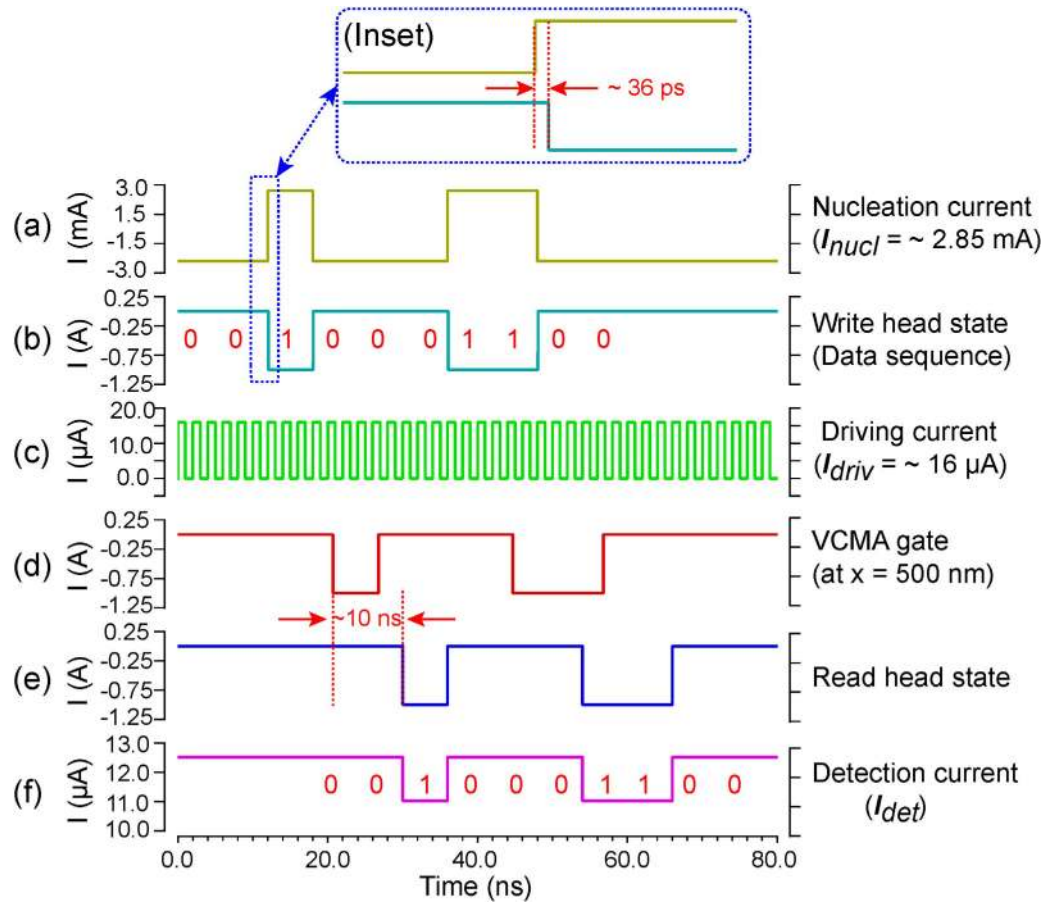 (Inset)
~ 36 ps
(a)
I (mA)
3.0
1.5
-1.5
-3.0
Nucleation current
(Inucl = ~ 2.85 mA)
(b)
I (A)
0.25
-0.25
-0.75
-1.25
0 0 1 0 0 0 1 1 0 0
Write head state
(Data sequence)
(c)
I (µA)
20.0
10.0
0.0
Driving current
(Idriv = ~ 16 µA)
(d)
I (A)
0.25
-0.25
-0.75
-1.25
VCMA gate
(at x = 500 nm)
~10 ns
(e)
I (A)
0.25
-0.25
-0.75
-1.25
Read head state
(f)
I (µA)
13.0
12.0
11.0
10.0
0 0 1 0 0 0 1 1 0 0
Detection current
(Idet)
0.0 20.0 40.0 60.0 80.0
Time (ns)